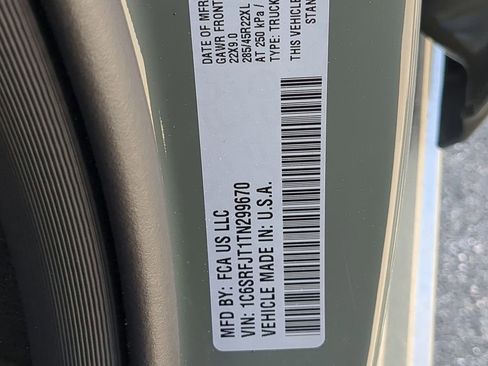 MFD BY: FCA US LLC
VIN: 1C6SRFJT1TN299670
VEHICLE MADE IN: U.S.A.
DATE OF MFR
GAWR FRONT
22X9.0
285/45R22XL
AT 250 kPa /
TYPE: TRUCK
THIS VEHICLE
STAN